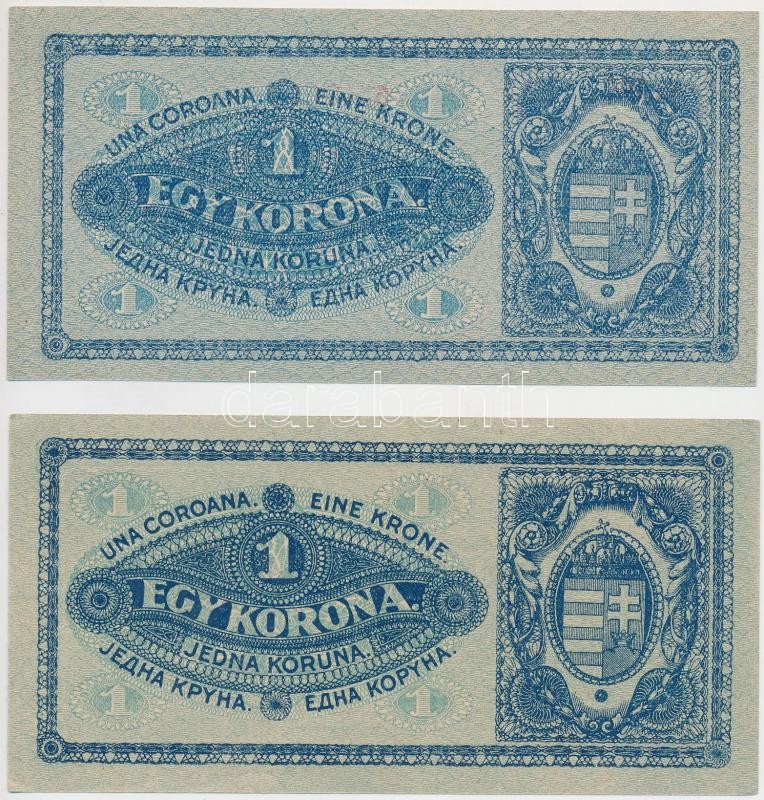 1 1
UNA COROANA. EINE KRONE.
1
EGY KORONA.
JEDNA KORUNA.
ЈЕДНА КРУНА. ЕДНА КОРУНА.
1 1
darabanth
1 1
UNA COROANA. EINE KRONE.
1
EGY KORONA.
JEDNA KORUNA.
ЈЕДНА КРУНА. ЕДНА КОРУНА.
1 1